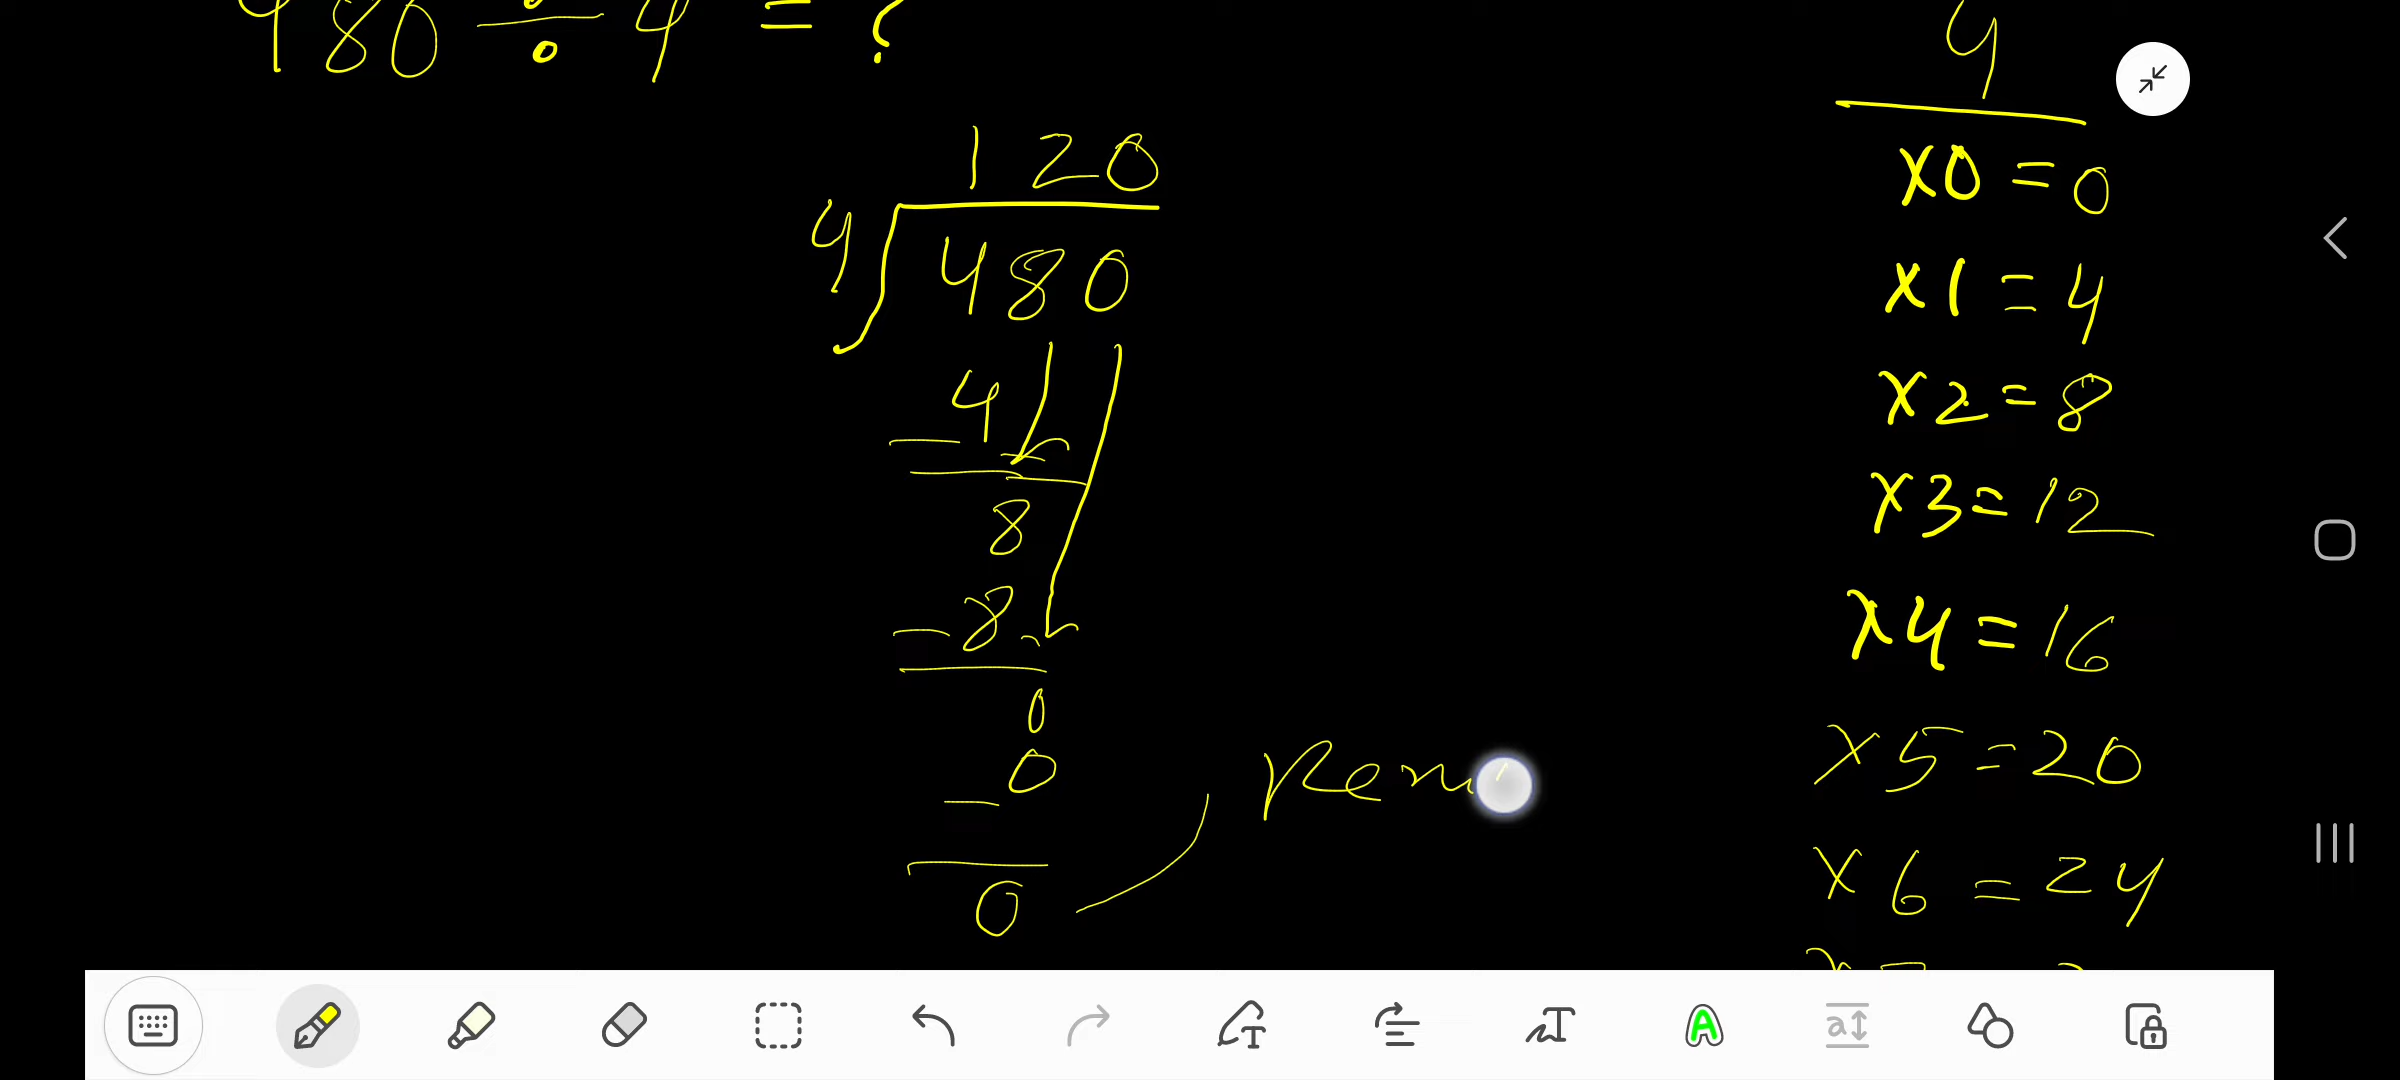 480 ÷ 4 = ?
120
4 480
4
8
- 8
0
- 0
0
Rem
4
x0 = 0
x1 = 4
x2 = 8
x3 = 12
x4 = 16
x5 = 20
x6 = 24